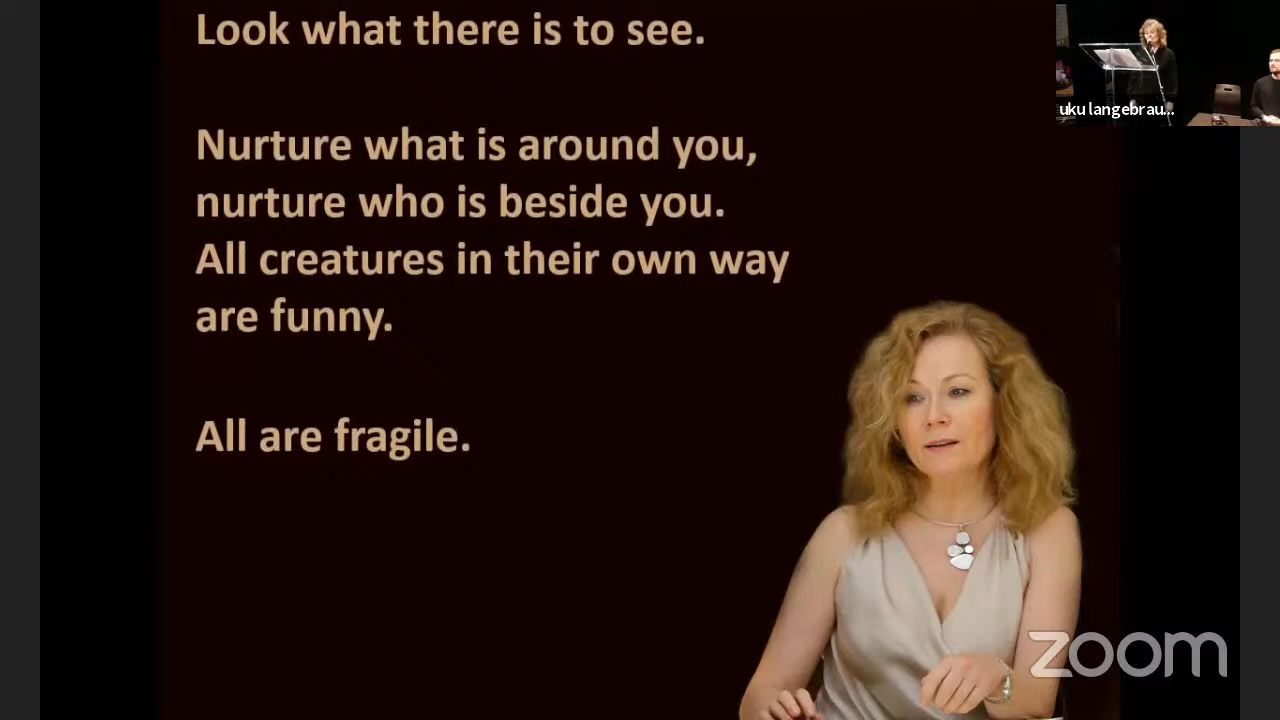 Look what there is to see.
Nurture what is around you,
nurture who is beside you.
All creatures in their own way
are funny.
All are fragile.
uku langebrau...
zoom